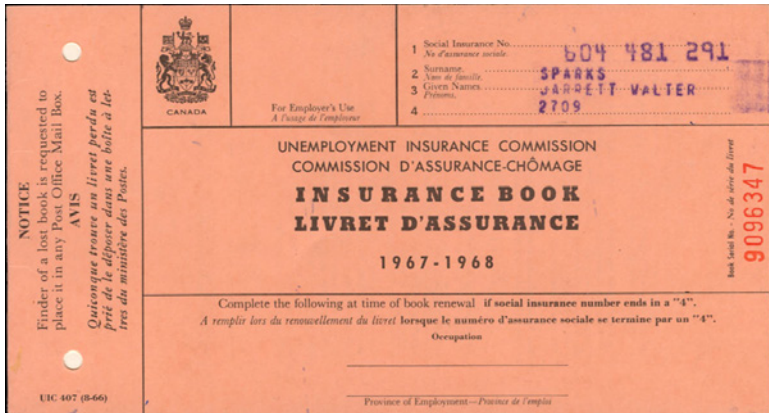 NOTICE
Finder of a lost book is requested to
place it in any Post Office Mail Box.
AVIS
Quiconque trouve un livret perdu est
prié de le déposer dans une boîte à let-
tres du ministère des Postes.
UIC 407 (8-66)
CANADA
For Employer's Use
A l'usage de l'employeur
1 Social Insurance No. 604 481 291
No d'assurance sociale.
2 Surname. SPARKS
Nom de famille.
3 Given Names. JARRETT WALTER
Prénoms.
4 2709
UNEMPLOYMENT INSURANCE COMMISSION
COMMISSION D'ASSURANCE-CHÔMAGE
INSURANCE BOOK
LIVRET D'ASSURANCE
1967-1968
Book Serial No. - No de série du livret
9096347
Complete the following at time of book renewal if social insurance number ends in a "4".
A remplir lors du renouvellement du livret lorsque le numéro d'assurance sociale se termine par un "4".
Occupation
Province of Employment—Province de l'emploi